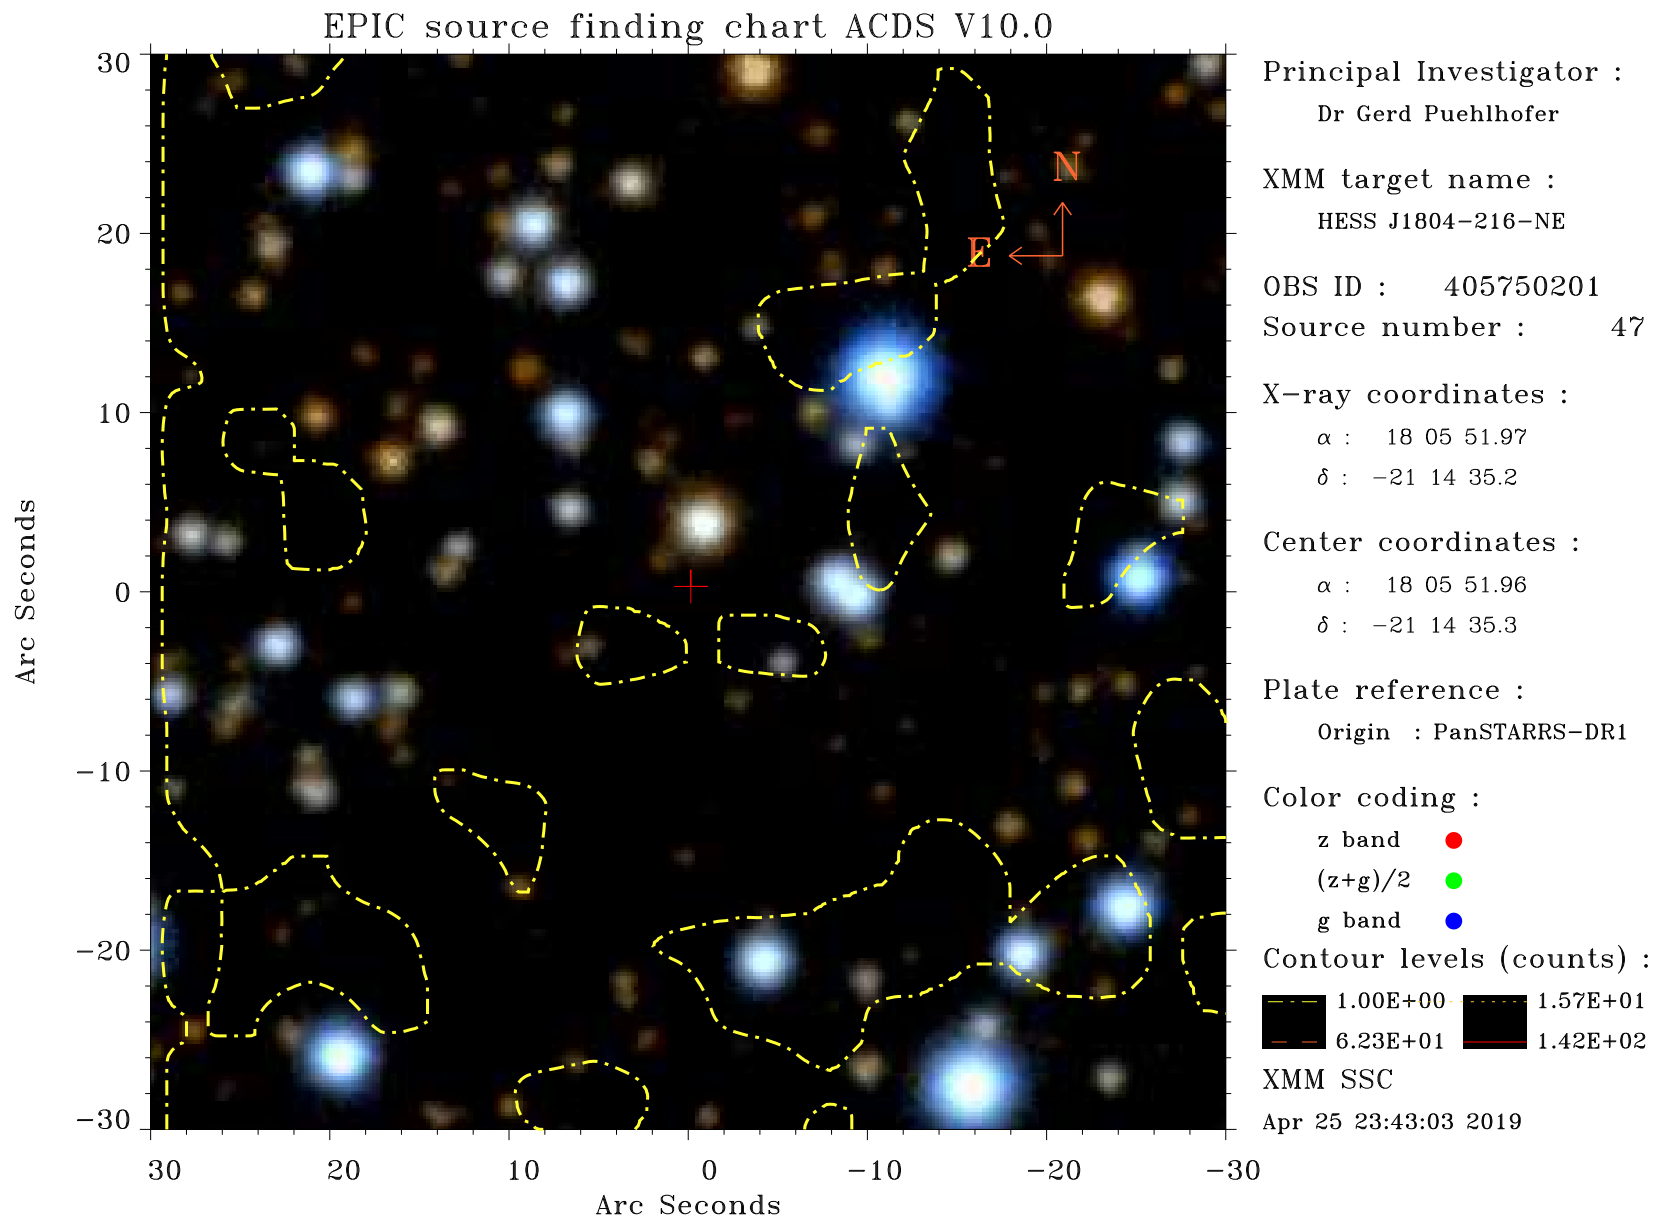 EPIC source finding chart ACDS V10.0
30
20
10
0
-10
-20
-30
Arc Seconds
30 20 10 0 -10 -20 -30
Arc Seconds
N
E
Principal Investigator :
Dr Gerd Puehlhofer
XMM target name :
HESS J1804-216-NE
OBS ID : 405750201
Source number : 47
X-ray coordinates :
α : 18 05 51.97
δ : -21 14 35.2
Center coordinates :
α : 18 05 51.96
δ : -21 14 35.3
Plate reference :
Origin : PanSTARRS-DR1
Color coding :
z band
(z+g)/2
g band
Contour levels (counts) :
1.00E+00 1.57E+01
6.23E+01 1.42E+02
XMM SSC
Apr 25 23:43:03 2019